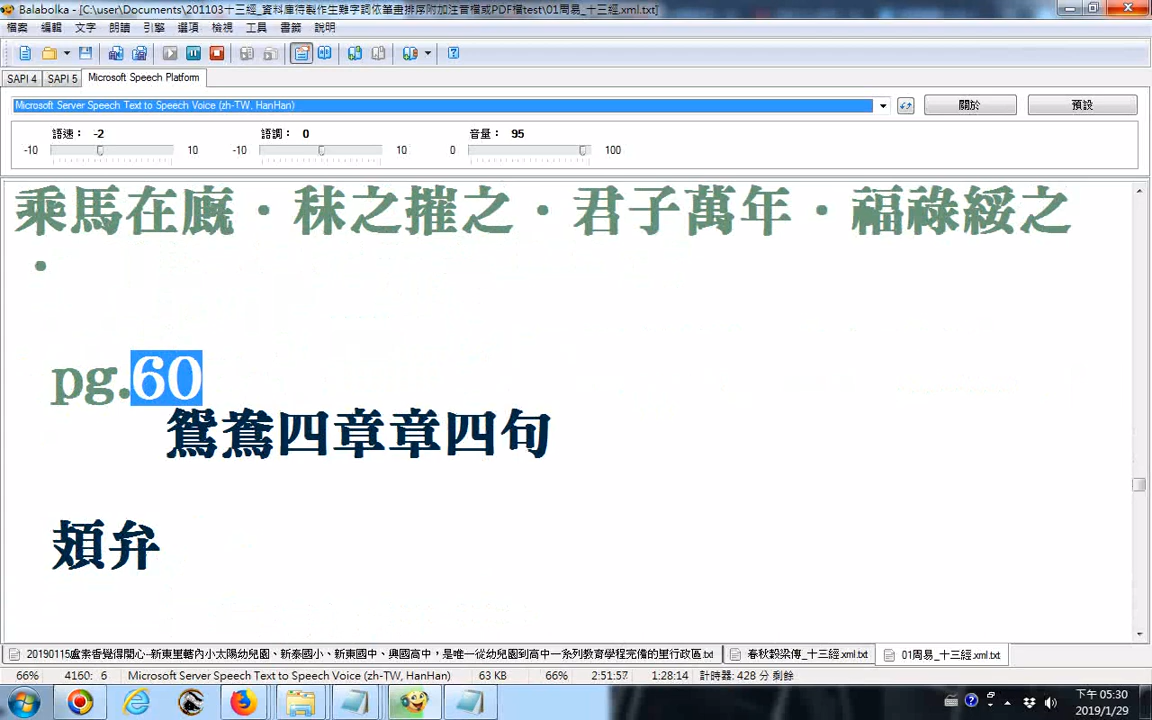 Balabolka - [C:\user\Documents\201103十三經_資料庫待製作生難字詞依筆畫排序附加注音檔或PDF檔test\01周易_十三經.xml.txt]
檔案 編輯 文字 朗讀 引擎 選項 檢視 工具 書籤 說明
SAPI 4 SAPI 5 Microsoft Speech Platform
Microsoft Server Speech Text to Speech Voice (zh-TW, HanHan) 關於 預設
語速： -2 語調： 0 音量： 95
-10 10 -10 10 0 100
乘馬在廐．秣之摧之．君子萬年．福祿綏之
．
pg.60
鴛鴦四章章四句
頍弁
20190115盧素香覺得開心--新東里轄內小太陽幼兒園、新泰國小、新東國中、興國高中，是唯一從幼兒園到高中一条列教育學程完備的里行政區.txt 春秋穀梁傳_十三經.xml.txt 01周易_十三經.xml.txt
66% 4160: 6 Microsoft Server Speech Text to Speech Voice (zh-TW, HanHan) 63 KB 66% 2:51:57 1:28:14 計時器: 428 分 剩餘
下午 05:30
2019/1/29